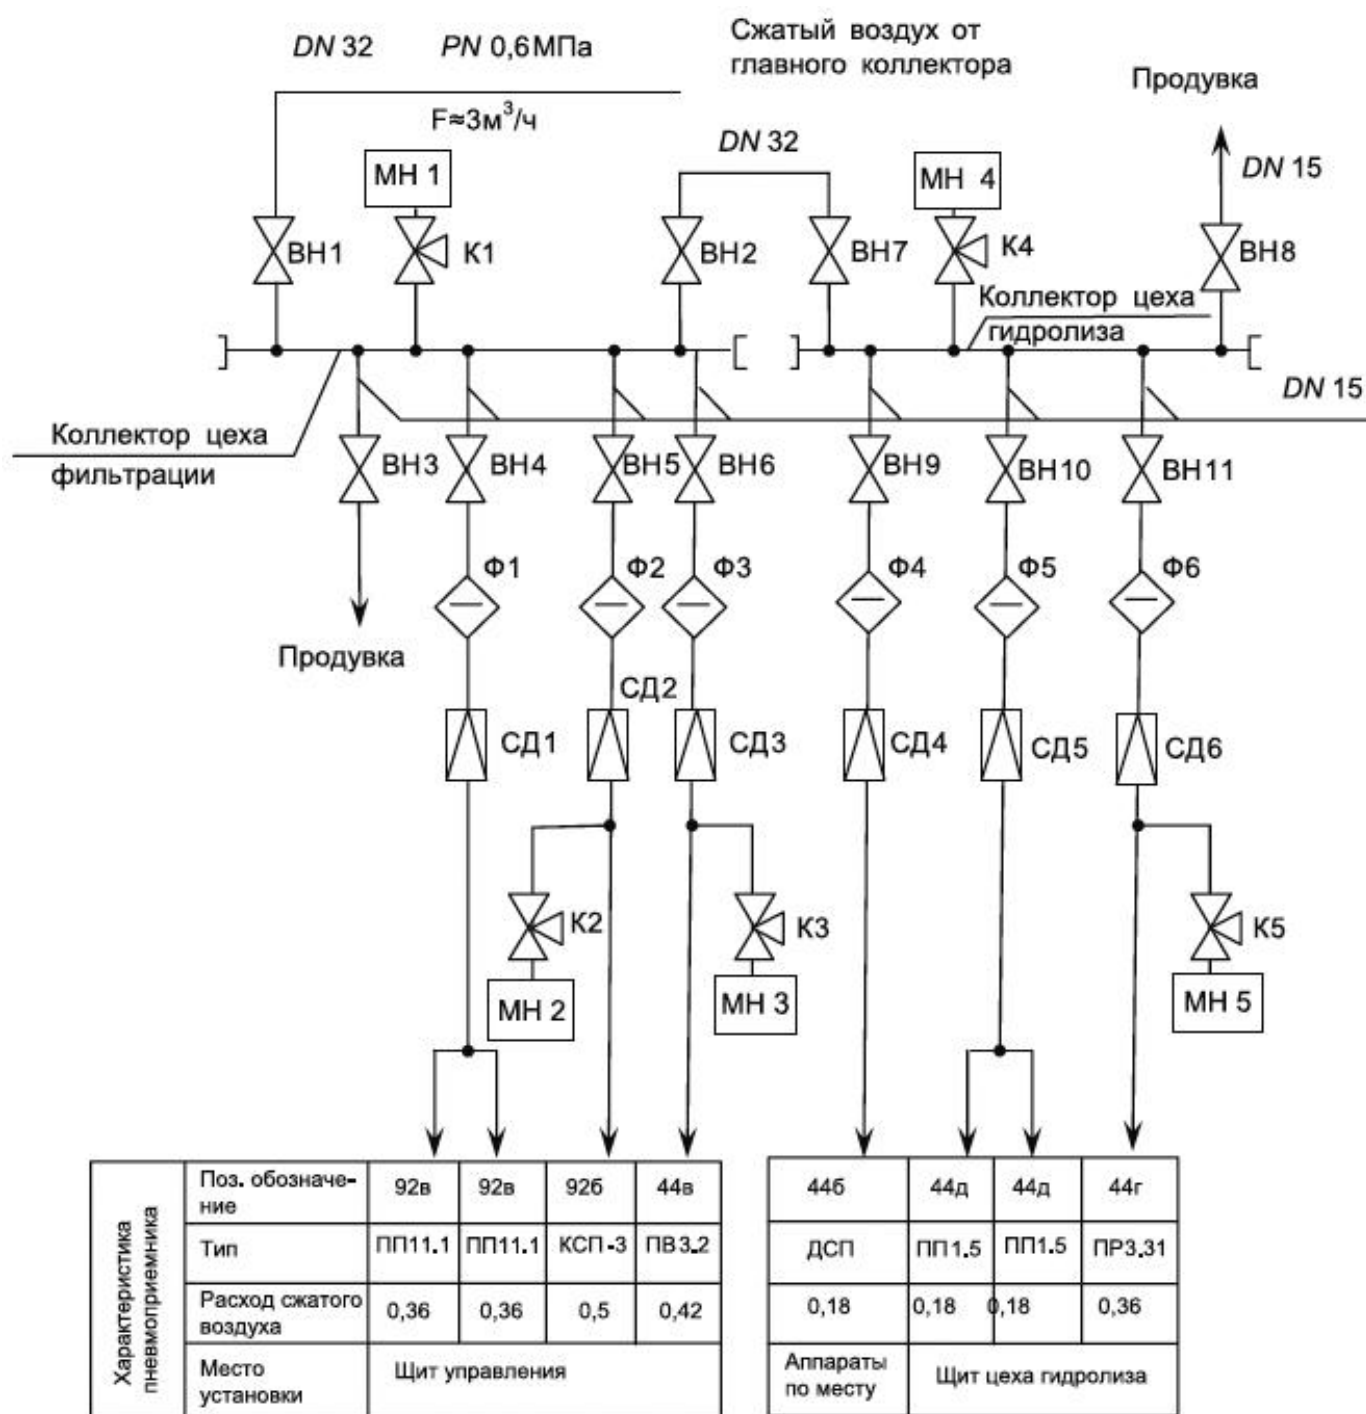 DN 32 PN 0,6МПа
Сжатый воздух от
главного коллектора
F≈3м³/ч
Продувка
DN 32
DN 15
МН 1
МН 4
ВН1
К1
ВН2
ВН7
К4
ВН8
Коллектор цеха
гидролиза
DN 15
Коллектор цеха
фильтрации
ВН3
ВН4
ВН5
ВН6
ВН9
ВН10
ВН11
Ф1
Ф2
Ф3
Ф4
Ф5
Ф6
Продувка
СД1
СД2
СД3
СД4
СД5
СД6
К2
К3
К5
МН 2
МН 3
МН 5
Характеристика
пневмоприемника
Поз. обозначе-
ние
92в
92в
92б
44в
44б
44д
44д
44г
Тип
ПП11.1
ПП11.1
КСП-3
ПВ3.2
ДСП
ПП1.5
ПП1.5
ПР3.31
Расход сжатого
воздуха
0,36
0,36
0,5
0,42
0,18
0,18
0,18
0,36
Место
установки
Щит управления
Аппараты
по месту
Щит цеха гидролиза